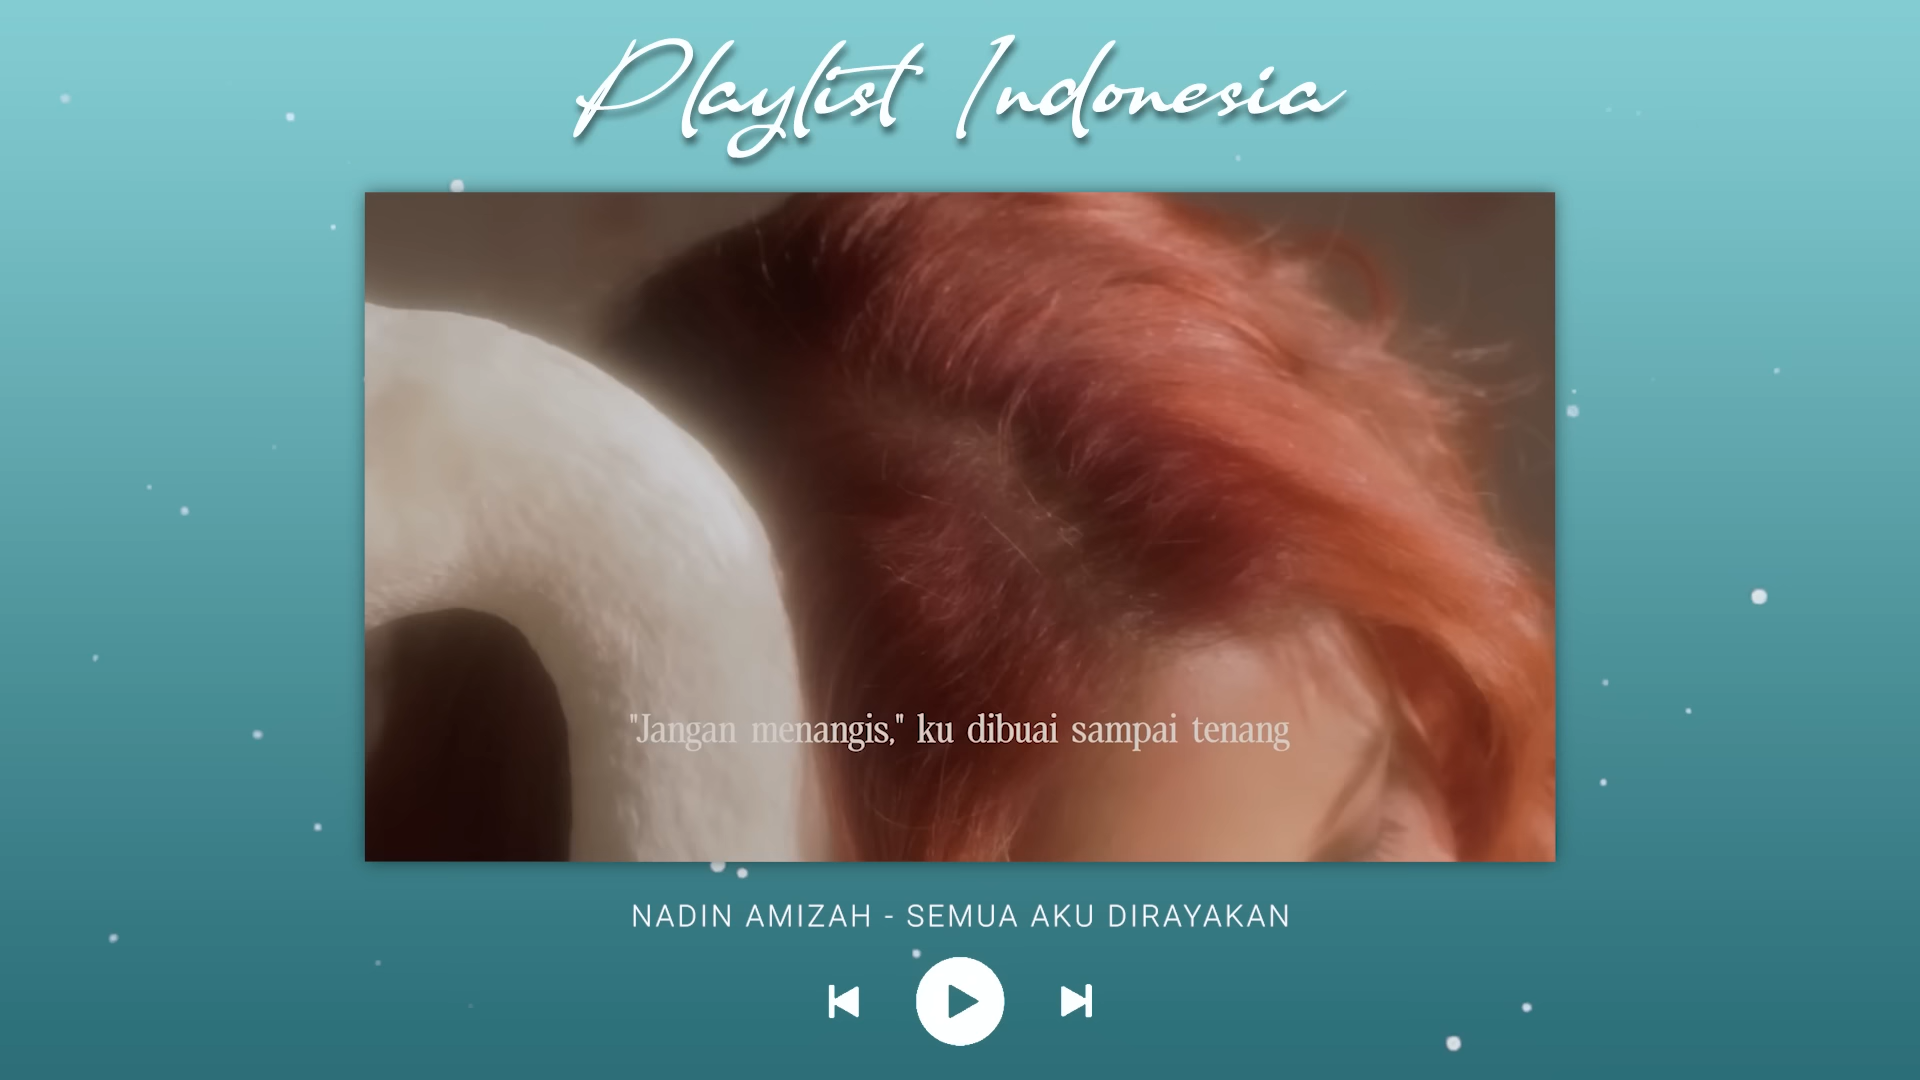 Playlist Indonesia
"Jangan menangis," ku dibuai sampai tenang
NADIN AMIZAH - SEMUA AKU DIRAYAKAN